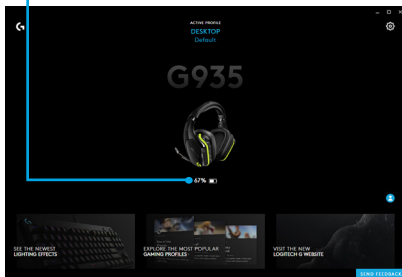 ACTIVE PROFILE
DESKTOP
Default
G935
67%
SEE THE NEWEST
LIGHTING EFFECTS
EXPLORE THE MOST POPULAR
GAMING PROFILES
VISIT THE NEW
LOGITECH G WEBSITE
SEND FEEDBACK